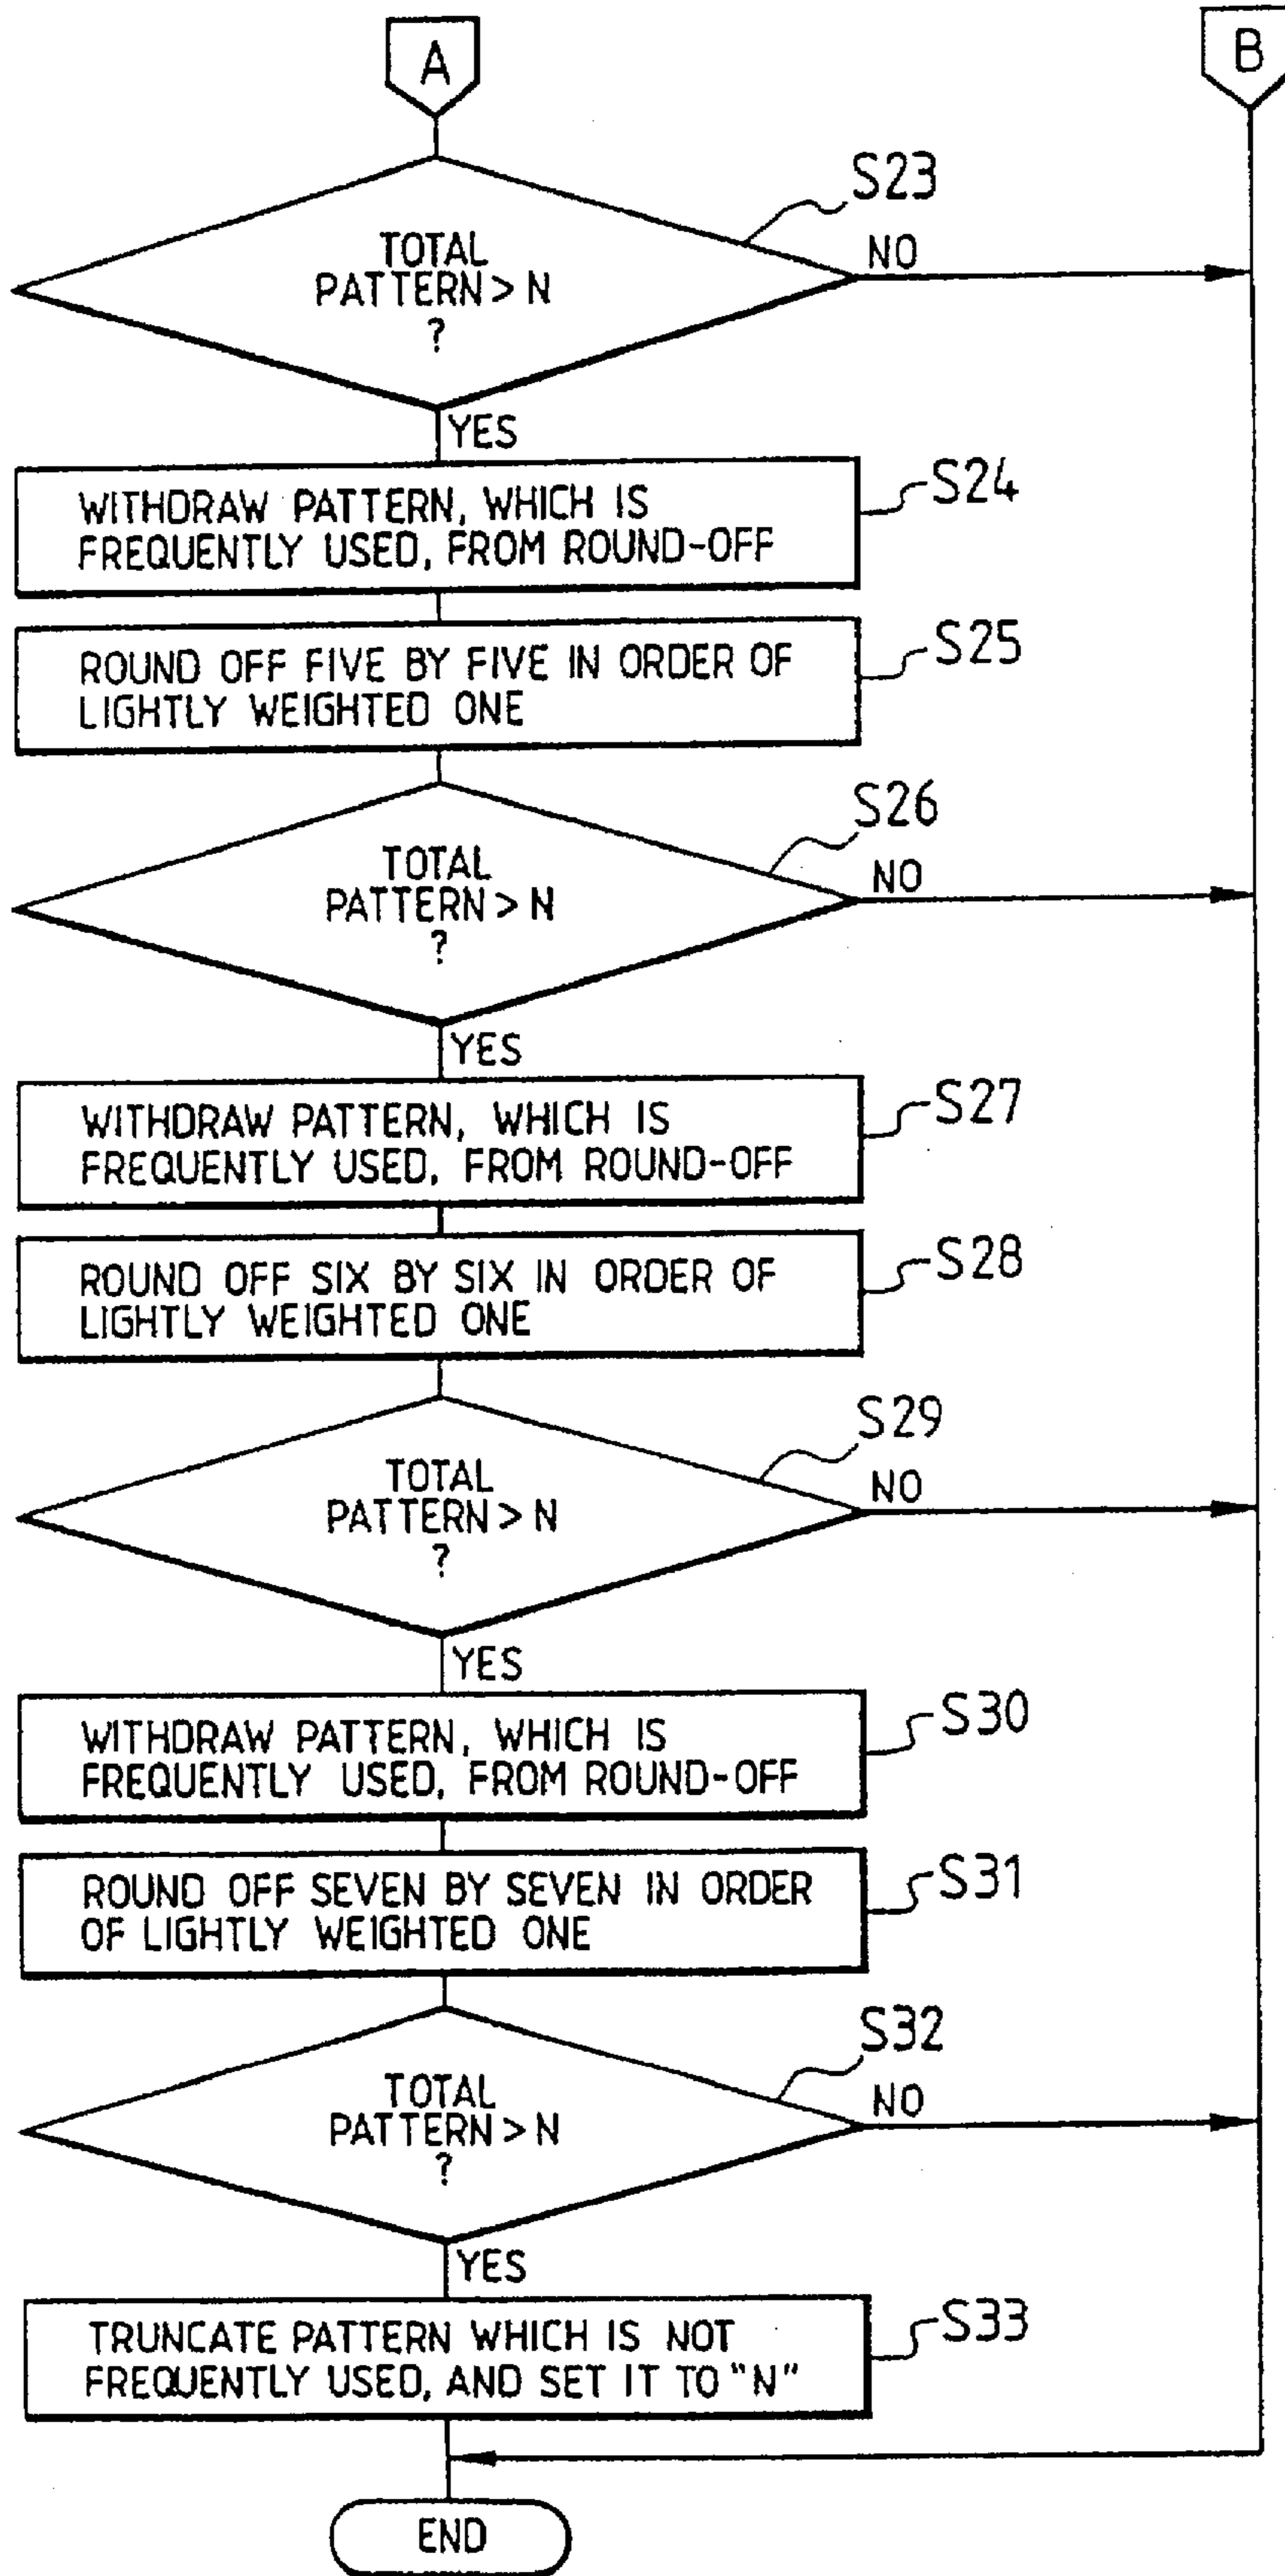 A
B
S23
TOTAL
PATTERN > N
?
NO
YES
S24
WITHDRAW PATTERN, WHICH IS
FREQUENTLY USED, FROM ROUND-OFF
S25
ROUND OFF FIVE BY FIVE IN ORDER OF
LIGHTLY WEIGHTED ONE
S26
TOTAL
PATTERN > N
?
NO
YES
S27
WITHDRAW PATTERN, WHICH IS
FREQUENTLY USED, FROM ROUND-OFF
S28
ROUND OFF SIX BY SIX IN ORDER OF
LIGHTLY WEIGHTED ONE
S29
TOTAL
PATTERN > N
?
NO
YES
S30
WITHDRAW PATTERN, WHICH IS
FREQUENTLY USED, FROM ROUND-OFF
S31
ROUND OFF SEVEN BY SEVEN IN ORDER
OF LIGHTLY WEIGHTED ONE
S32
TOTAL
PATTERN > N
?
NO
YES
S33
TRUNCATE PATTERN WHICH IS NOT
FREQUENTLY USED, AND SET IT TO "N"
END